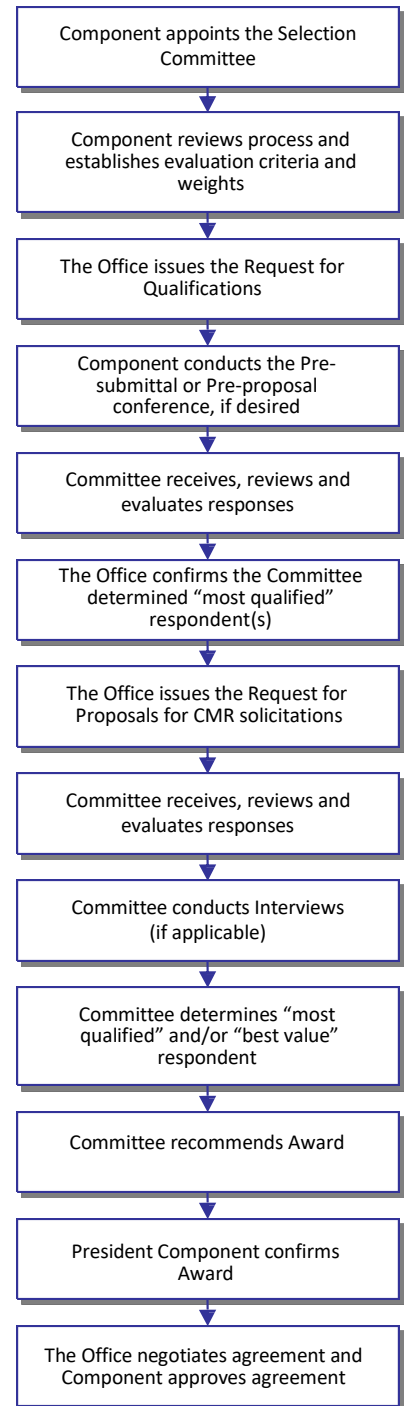 Component appoints the Selection
Committee
Component reviews process and
establishes evaluation criteria and
weights
The Office issues the Request for
Qualifications
Component conducts the Pre-
submittal or Pre-proposal
conference, if desired
Committee receives, reviews and
evaluates responses
The Office confirms the Committee
determined “most qualified”
respondent(s)
The Office issues the Request for
Proposals for CMR solicitations
Committee receives, reviews and
evaluates responses
Committee conducts Interviews
(if applicable)
Committee determines “most
qualified” and/or “best value”
respondent
Committee recommends Award
President Component confirms
Award
The Office negotiates agreement and
Component approves agreement